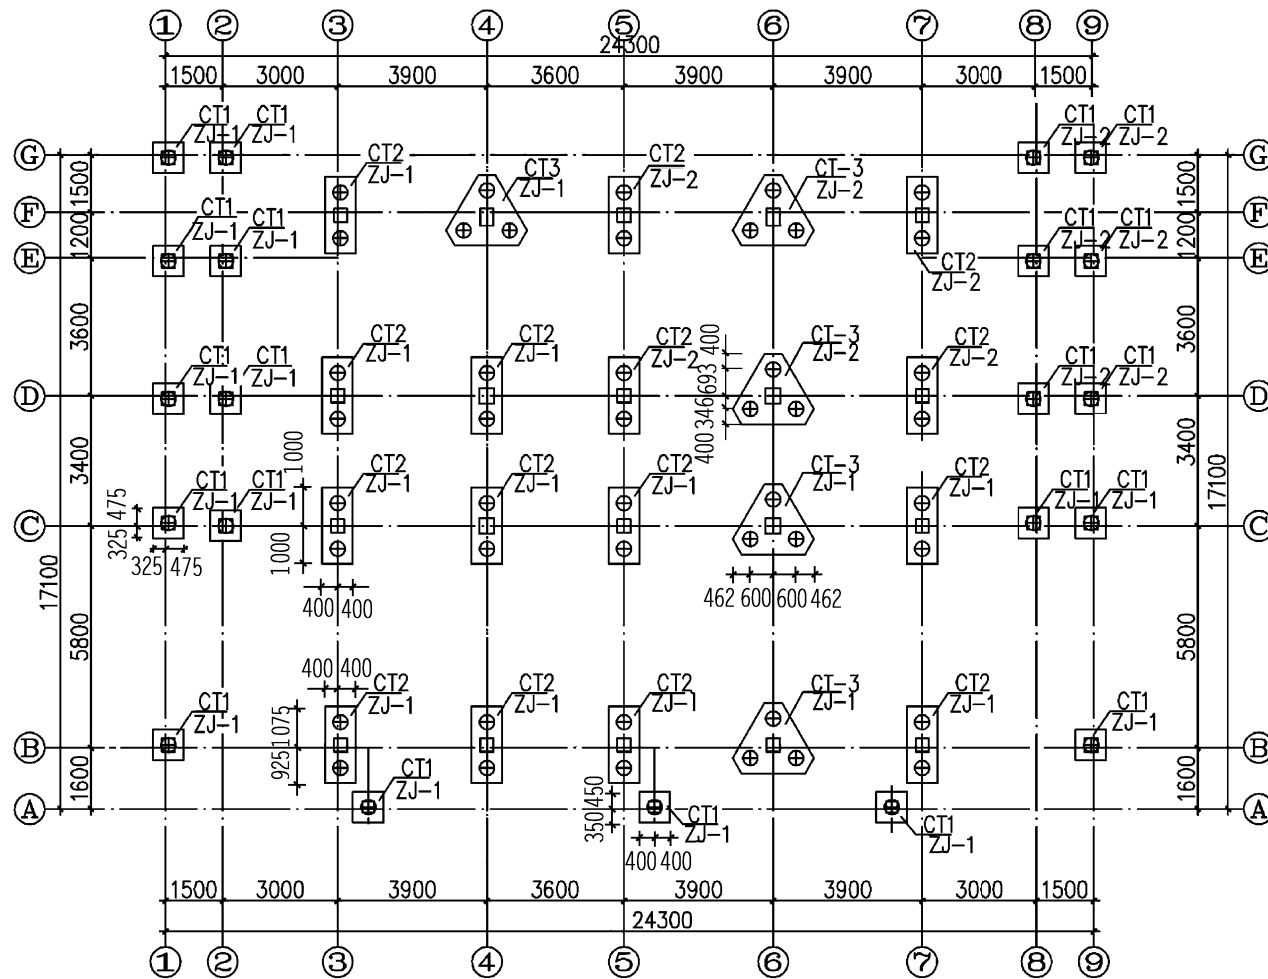 ① ② ③ ④ ⑤ ⑥ ⑦ ⑧ ⑨
24300
1500 3000 3900 3600 3900 3900 3000 1500
CT1 CT1 CT1 CT1
ZJ-1 ZJ-1 ZJ-2 ZJ-2
G G
CT2 CT3 CT2 CT-3
ZJ-1 ZJ-1 ZJ-2 ZJ-2
1500 1500
F F
CT1 CT1 CT1 CT1
ZJ-1 ZJ-1 ZJ-2 ZJ-2
1200 1200
E E
CT2
ZJ-2
3600 3600
CT1 CT1 CT2 CT2 CT2 CT-3 CT2 CT1 CT1
ZJ-1 ZJ-1 ZJ-1 ZJ-1 ZJ-2 ZJ-2 ZJ-2 ZJ-2 ZJ-2
400 693 346 400
D D
3400 3400
17100
CT1 CT1 CT2 CT2 CT2 CT-3 CT2 CT1 CT1
ZJ-1 ZJ-1 ZJ-1 ZJ-1 ZJ-1 ZJ-1 ZJ-1 ZJ-1 ZJ-1
475 325 1000 1000
C C
325 475
400 400
462 600 600 462
17100
5800 5800
400 400
CT1 CT2 CT2 CT2 CT-3 CT2 CT1
ZJ-1 ZJ-1 ZJ-1 ZJ-1 ZJ-1 ZJ-1 ZJ-1
1075 925
B B
1600 1600
CT1
ZJ-1
450 350
CT1 CT1
ZJ-1 ZJ-1
A A
400 400
1500 3000 3900 3600 3900 3900 3000 1500
24300
① ② ③ ④ ⑤ ⑥ ⑦ ⑧ ⑨